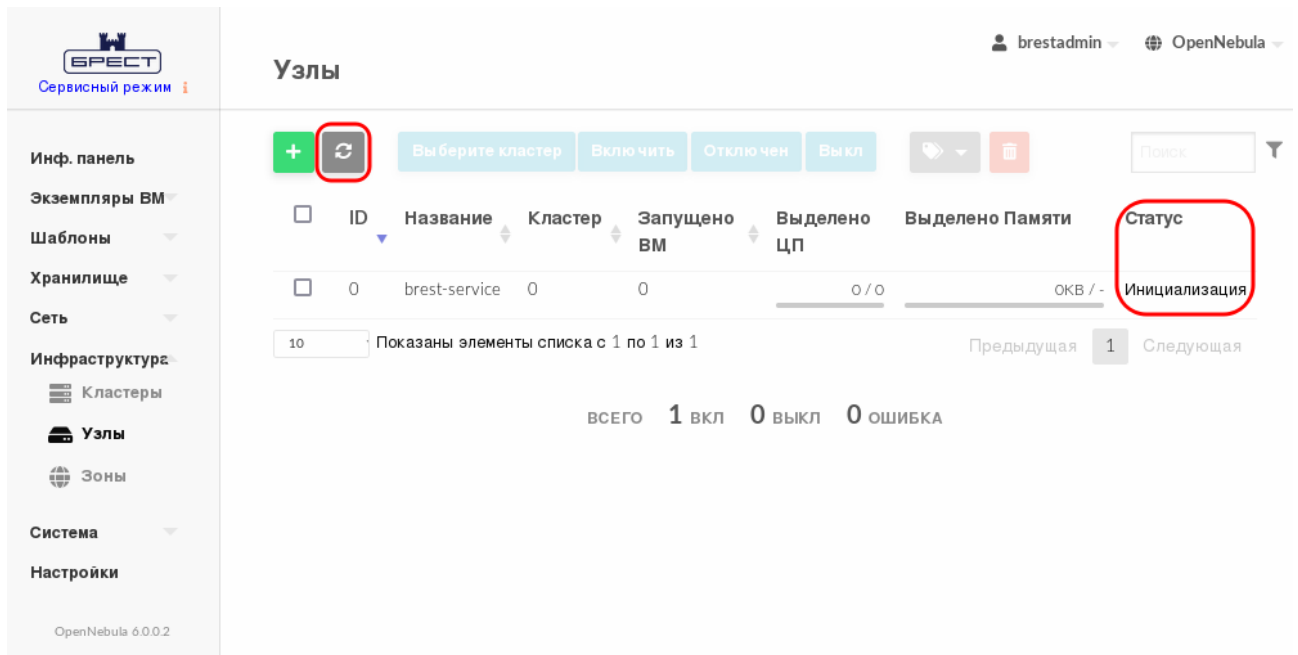 БРЕСТ
Сервисный режим i
Узлы
brestadmin
OpenNebula
Инф. панель
Экземпляры ВМ
Шаблоны
Хранилище
Сеть
Инфраструктура
Кластеры
Узлы
Зоны
Система
Настройки
OpenNebula 6.0.0.2
+ Выберите кластер Включить Отключен Выкл Поиск
ID Название Кластер Запущено ВМ Выделено ЦП Выделено Памяти Статус
0 brest-service 0 0 0 / 0 0KB / - Инициализация
10 Показаны элементы списка с 1 по 1 из 1 Предыдущая 1 Следующая
ВСЕГО 1 ВКЛ 0 ВЫКЛ 0 ОШИБКА